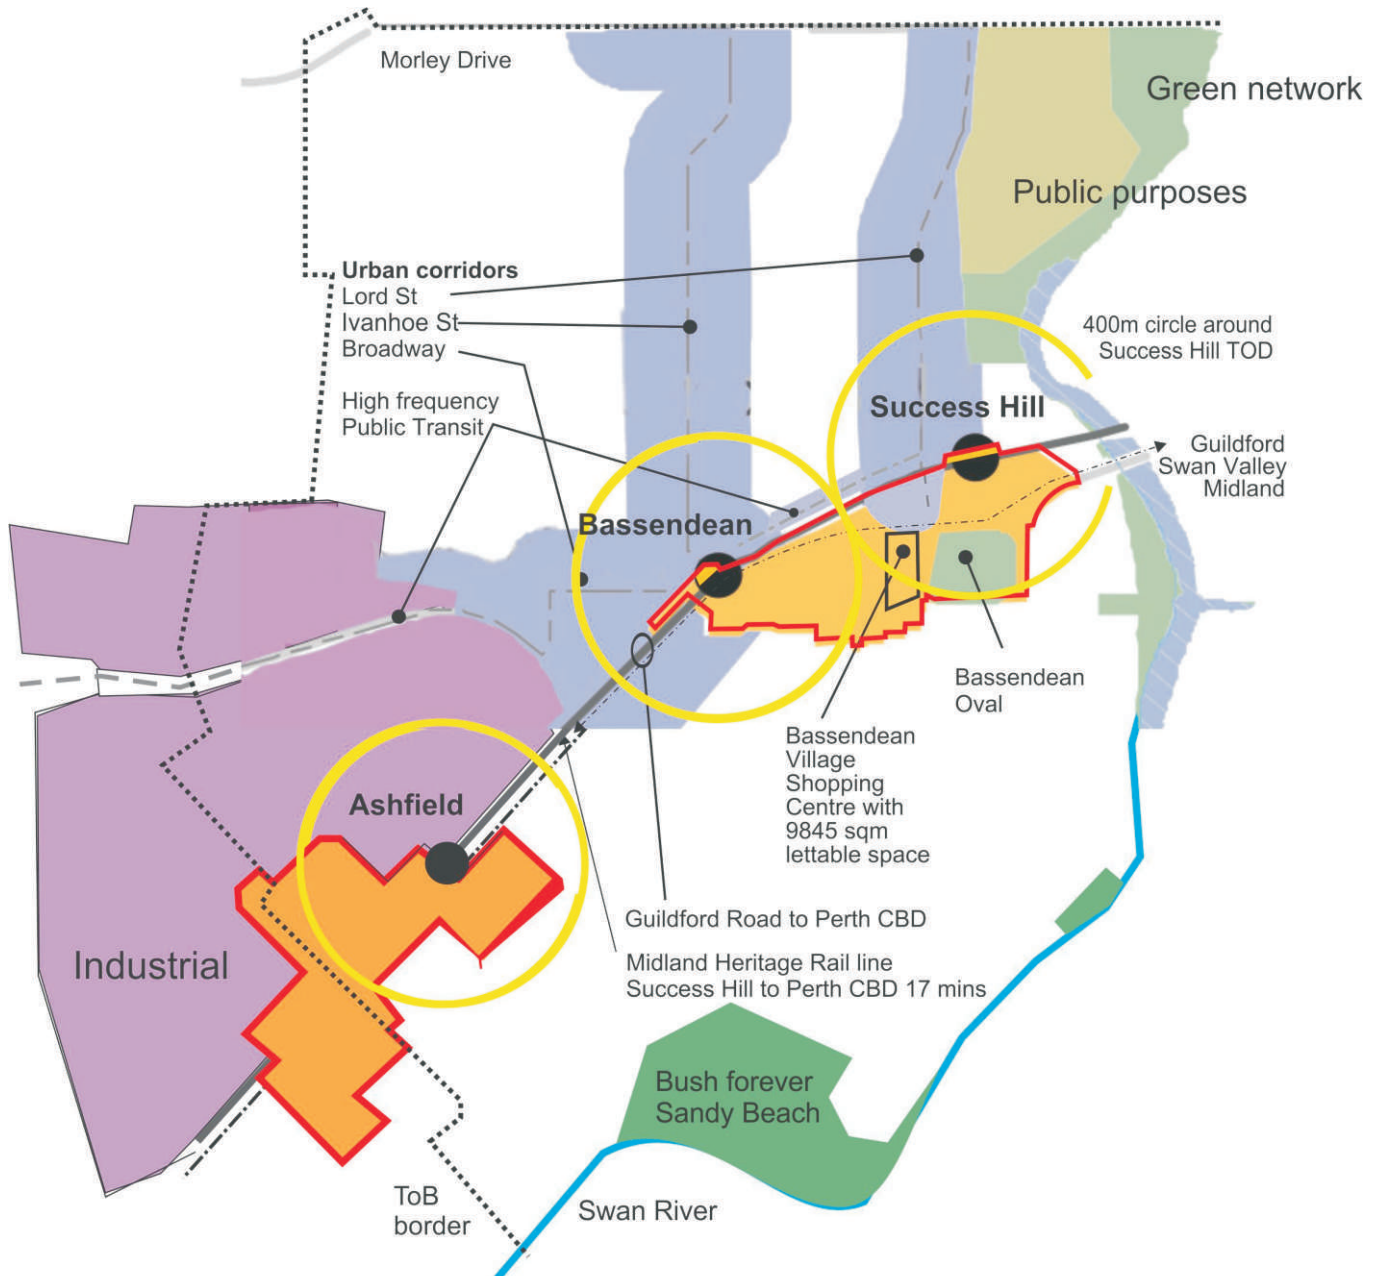 Morley Drive
Green network
Public purposes
Urban corridors
Lord St
Ivanhoe St
Broadway
400m circle around
Success Hill TOD
High frequency
Public Transit
Success Hill
Guildford
Swan Valley
Midland
Bassendean
Bassendean
Oval
Bassendean
Village
Shopping
Centre with
9845 sqm
lettable space
Ashfield
Guildford Road to Perth CBD
Industrial
Midland Heritage Rail line
Success Hill to Perth CBD 17 mins
Bush forever
Sandy Beach
ToB
border
Swan River